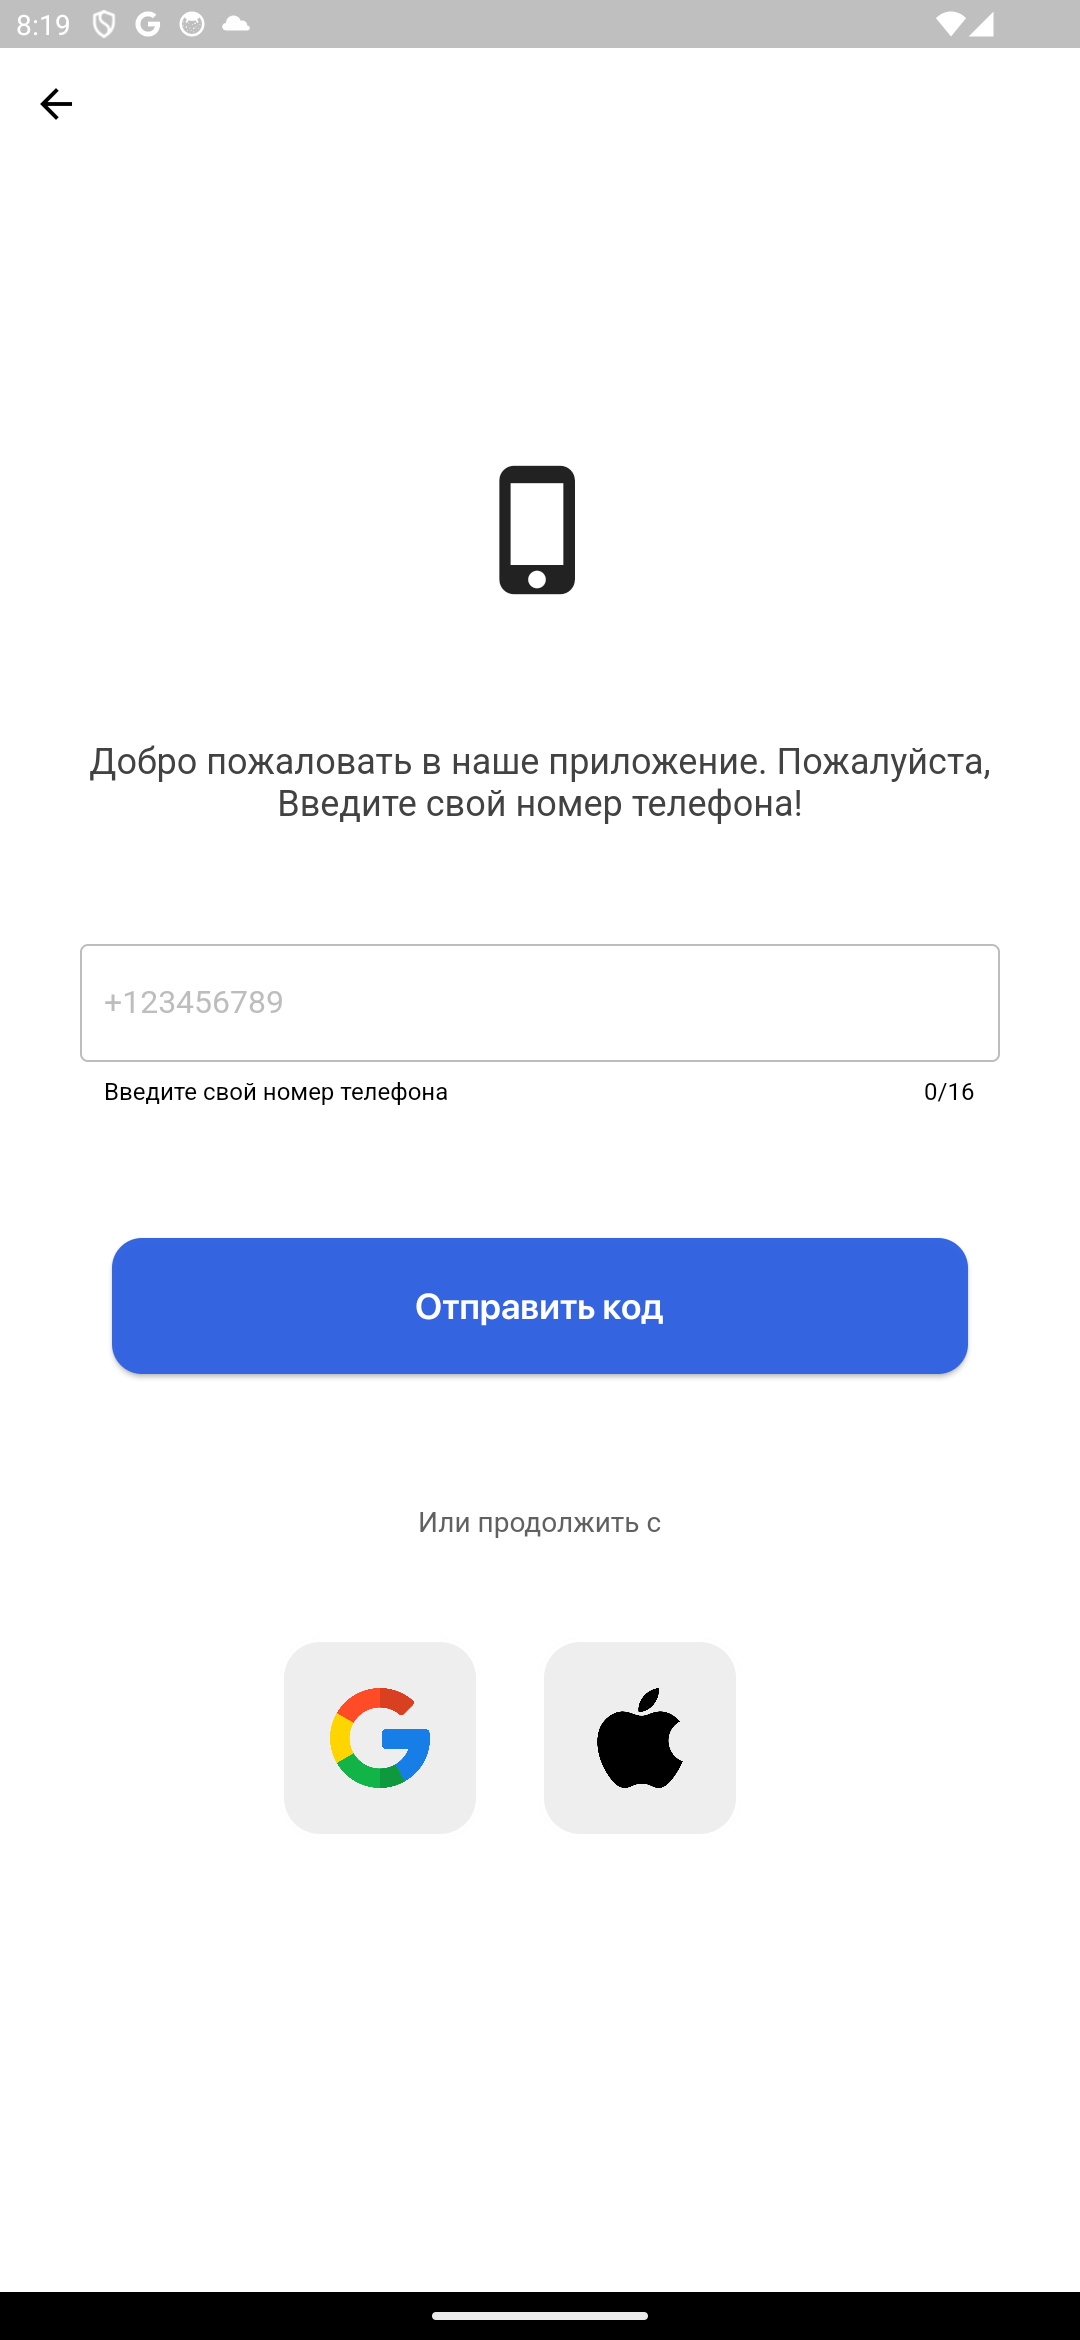 8:19
Добро пожаловать в наше приложение. Пожалуйста,
Введите свой номер телефона!
+123456789
Введите свой номер телефона 0/16
Отправить код
Или продолжить с